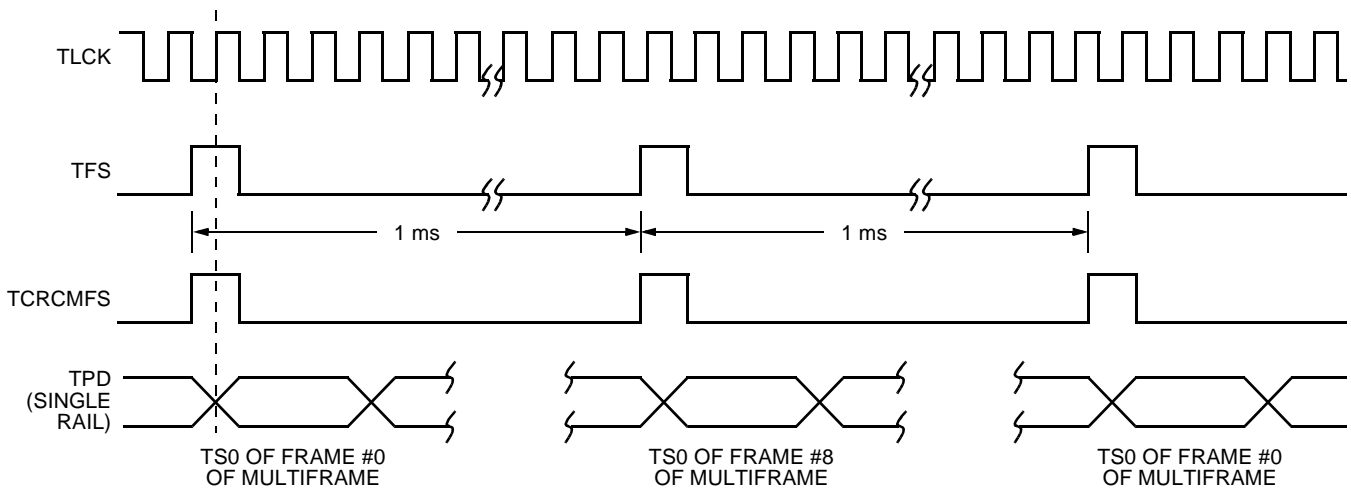 TLCK
TFS
1 ms
1 ms
TCRCMFS
TPD
(SINGLE
RAIL)
TS0 OF FRAME #0
OF MULTIFRAME
TS0 OF FRAME #8
OF MULTIFRAME
TS0 OF FRAME #0
OF MULTIFRAME